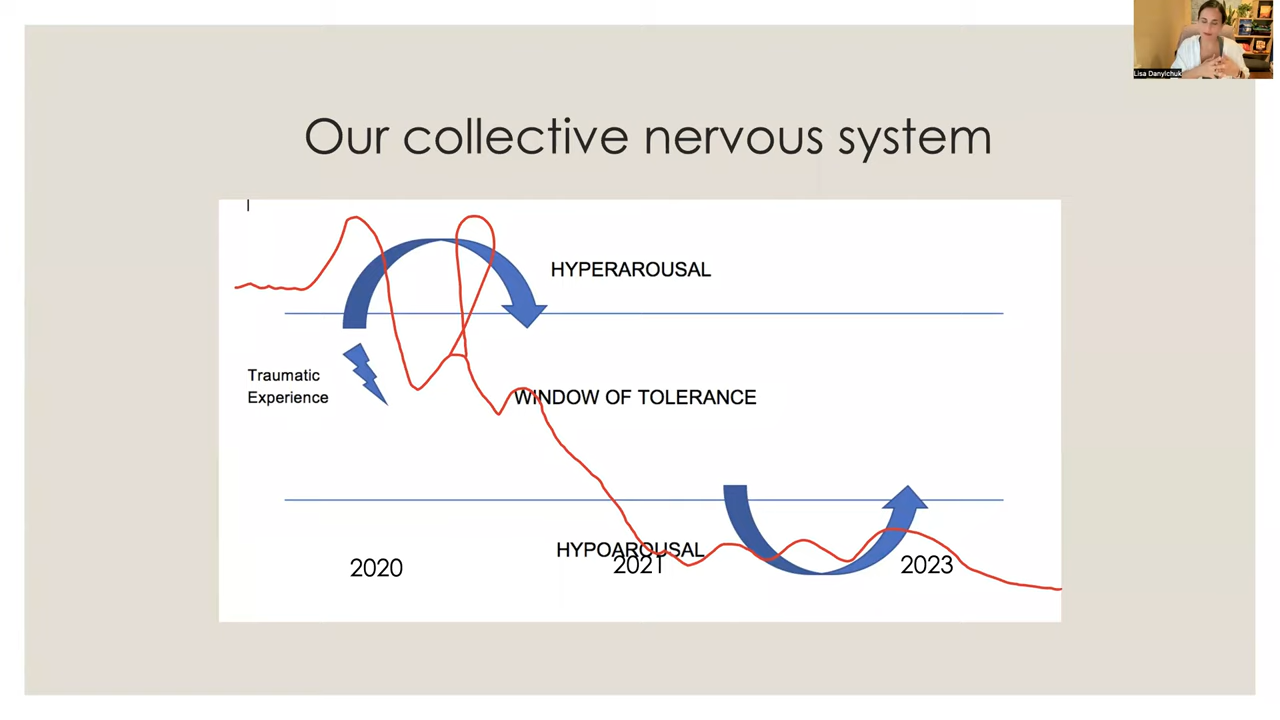 Lisa Danylchuk
Our collective nervous system
HYPERAROUSAL
Traumatic
Experience
WINDOW OF TOLERANCE
HYPOAROUSAL
2020
2021
2023